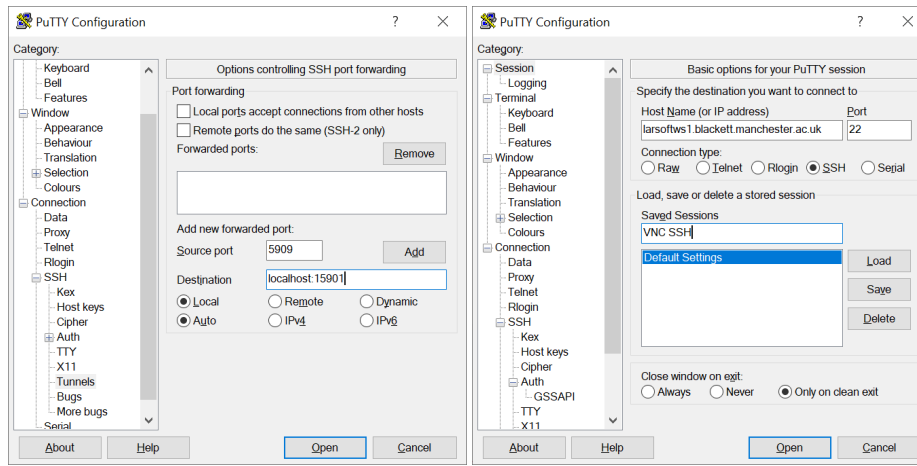 PuTTY Configuration
?
Category:
Keyboard
Bell
Features
Window
Appearance
Behaviour
Translation
Selection
Colours
Connection
Data
Proxy
Telnet
Rlogin
SSH
Kex
Host keys
Cipher
Auth
TTY
X11
Tunnels
Bugs
More bugs
Serial
Options controlling SSH port forwarding
Port forwarding
Local ports accept connections from other hosts
Remote ports do the same (SSH-2 only)
Forwarded ports:
Remove
Add new forwarded port:
Source port
5909
Add
Destination
localhost:15901
Local Remote Dynamic
Auto IPv4 IPv6
About Help Open Cancel
PuTTY Configuration
?
Category:
Session
Logging
Terminal
Keyboard
Bell
Features
Window
Appearance
Behaviour
Translation
Selection
Colours
Connection
Data
Proxy
Telnet
Rlogin
SSH
Kex
Host keys
Cipher
Auth
GSSAPI
TTY
X11
Basic options for your PuTTY session
Specify the destination you want to connect to
Host Name (or IP address) Port
larsoftws1.blackett.manchester.ac.uk 22
Connection type:
Raw Telnet Rlogin SSH Serial
Load, save or delete a stored session
Saved Sessions
VNC SSH
Default Settings
Load
Save
Delete
Close window on exit:
Always Never Only on clean exit
About Help Open Cancel